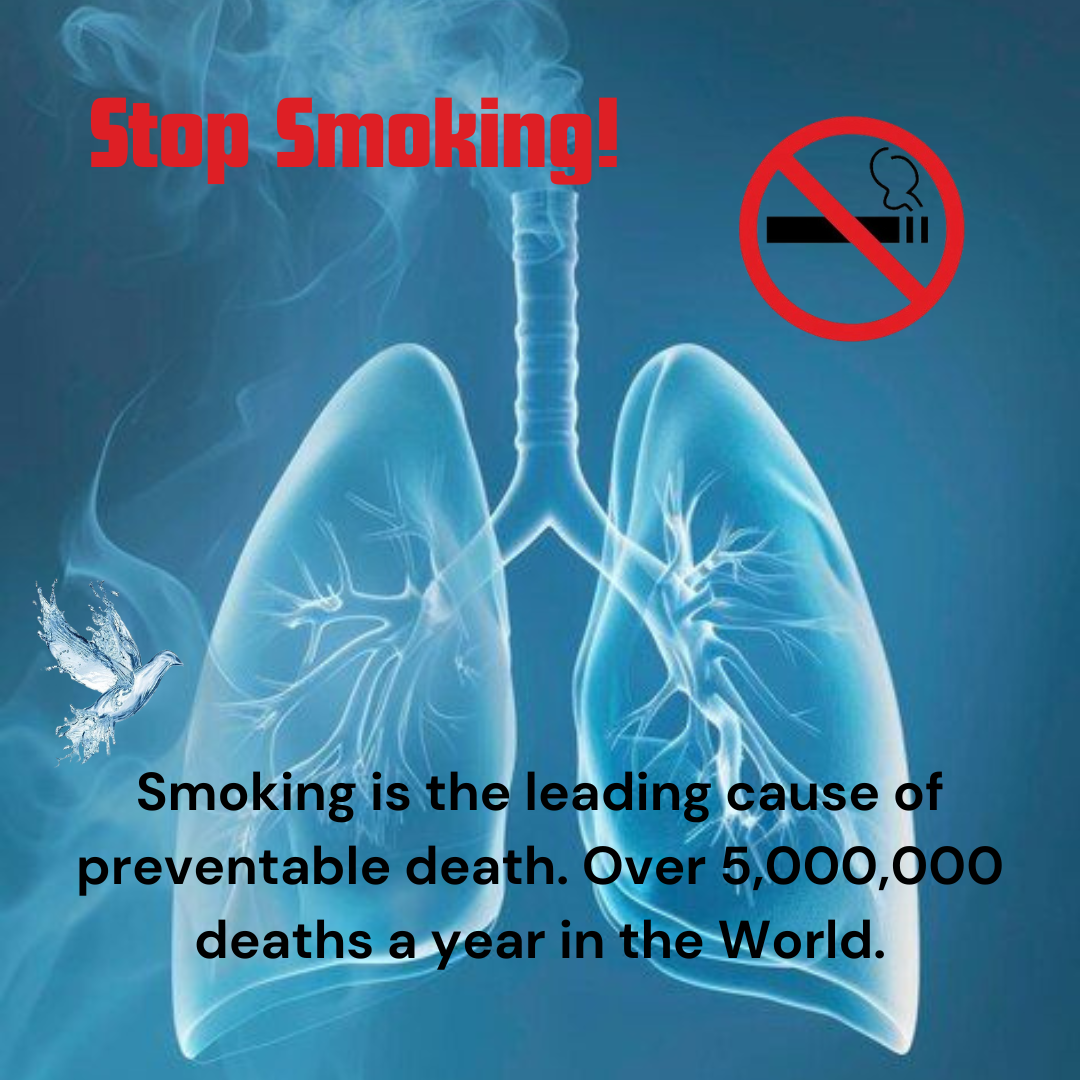 Stop Smoking!
Smoking is the leading cause of
preventable death. Over 5,000,000
deaths a year in the World.